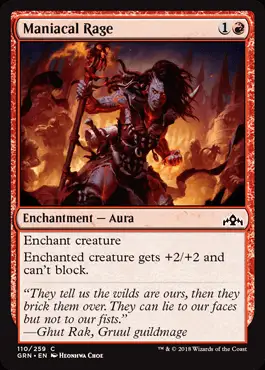 Maniacal Rage 1
Enchantment — Aura
Enchant creature
Enchanted creature gets +2/+2 and
can't block.
“They tell us the wilds are ours, then they
brick them over. They can lie to our faces
but not to our fists.”
—Ghut Rak, Gruul guildmage
110/259 C
GRN • EN HEONHWA CHOE
™ & © 2018 Wizards of the Coast